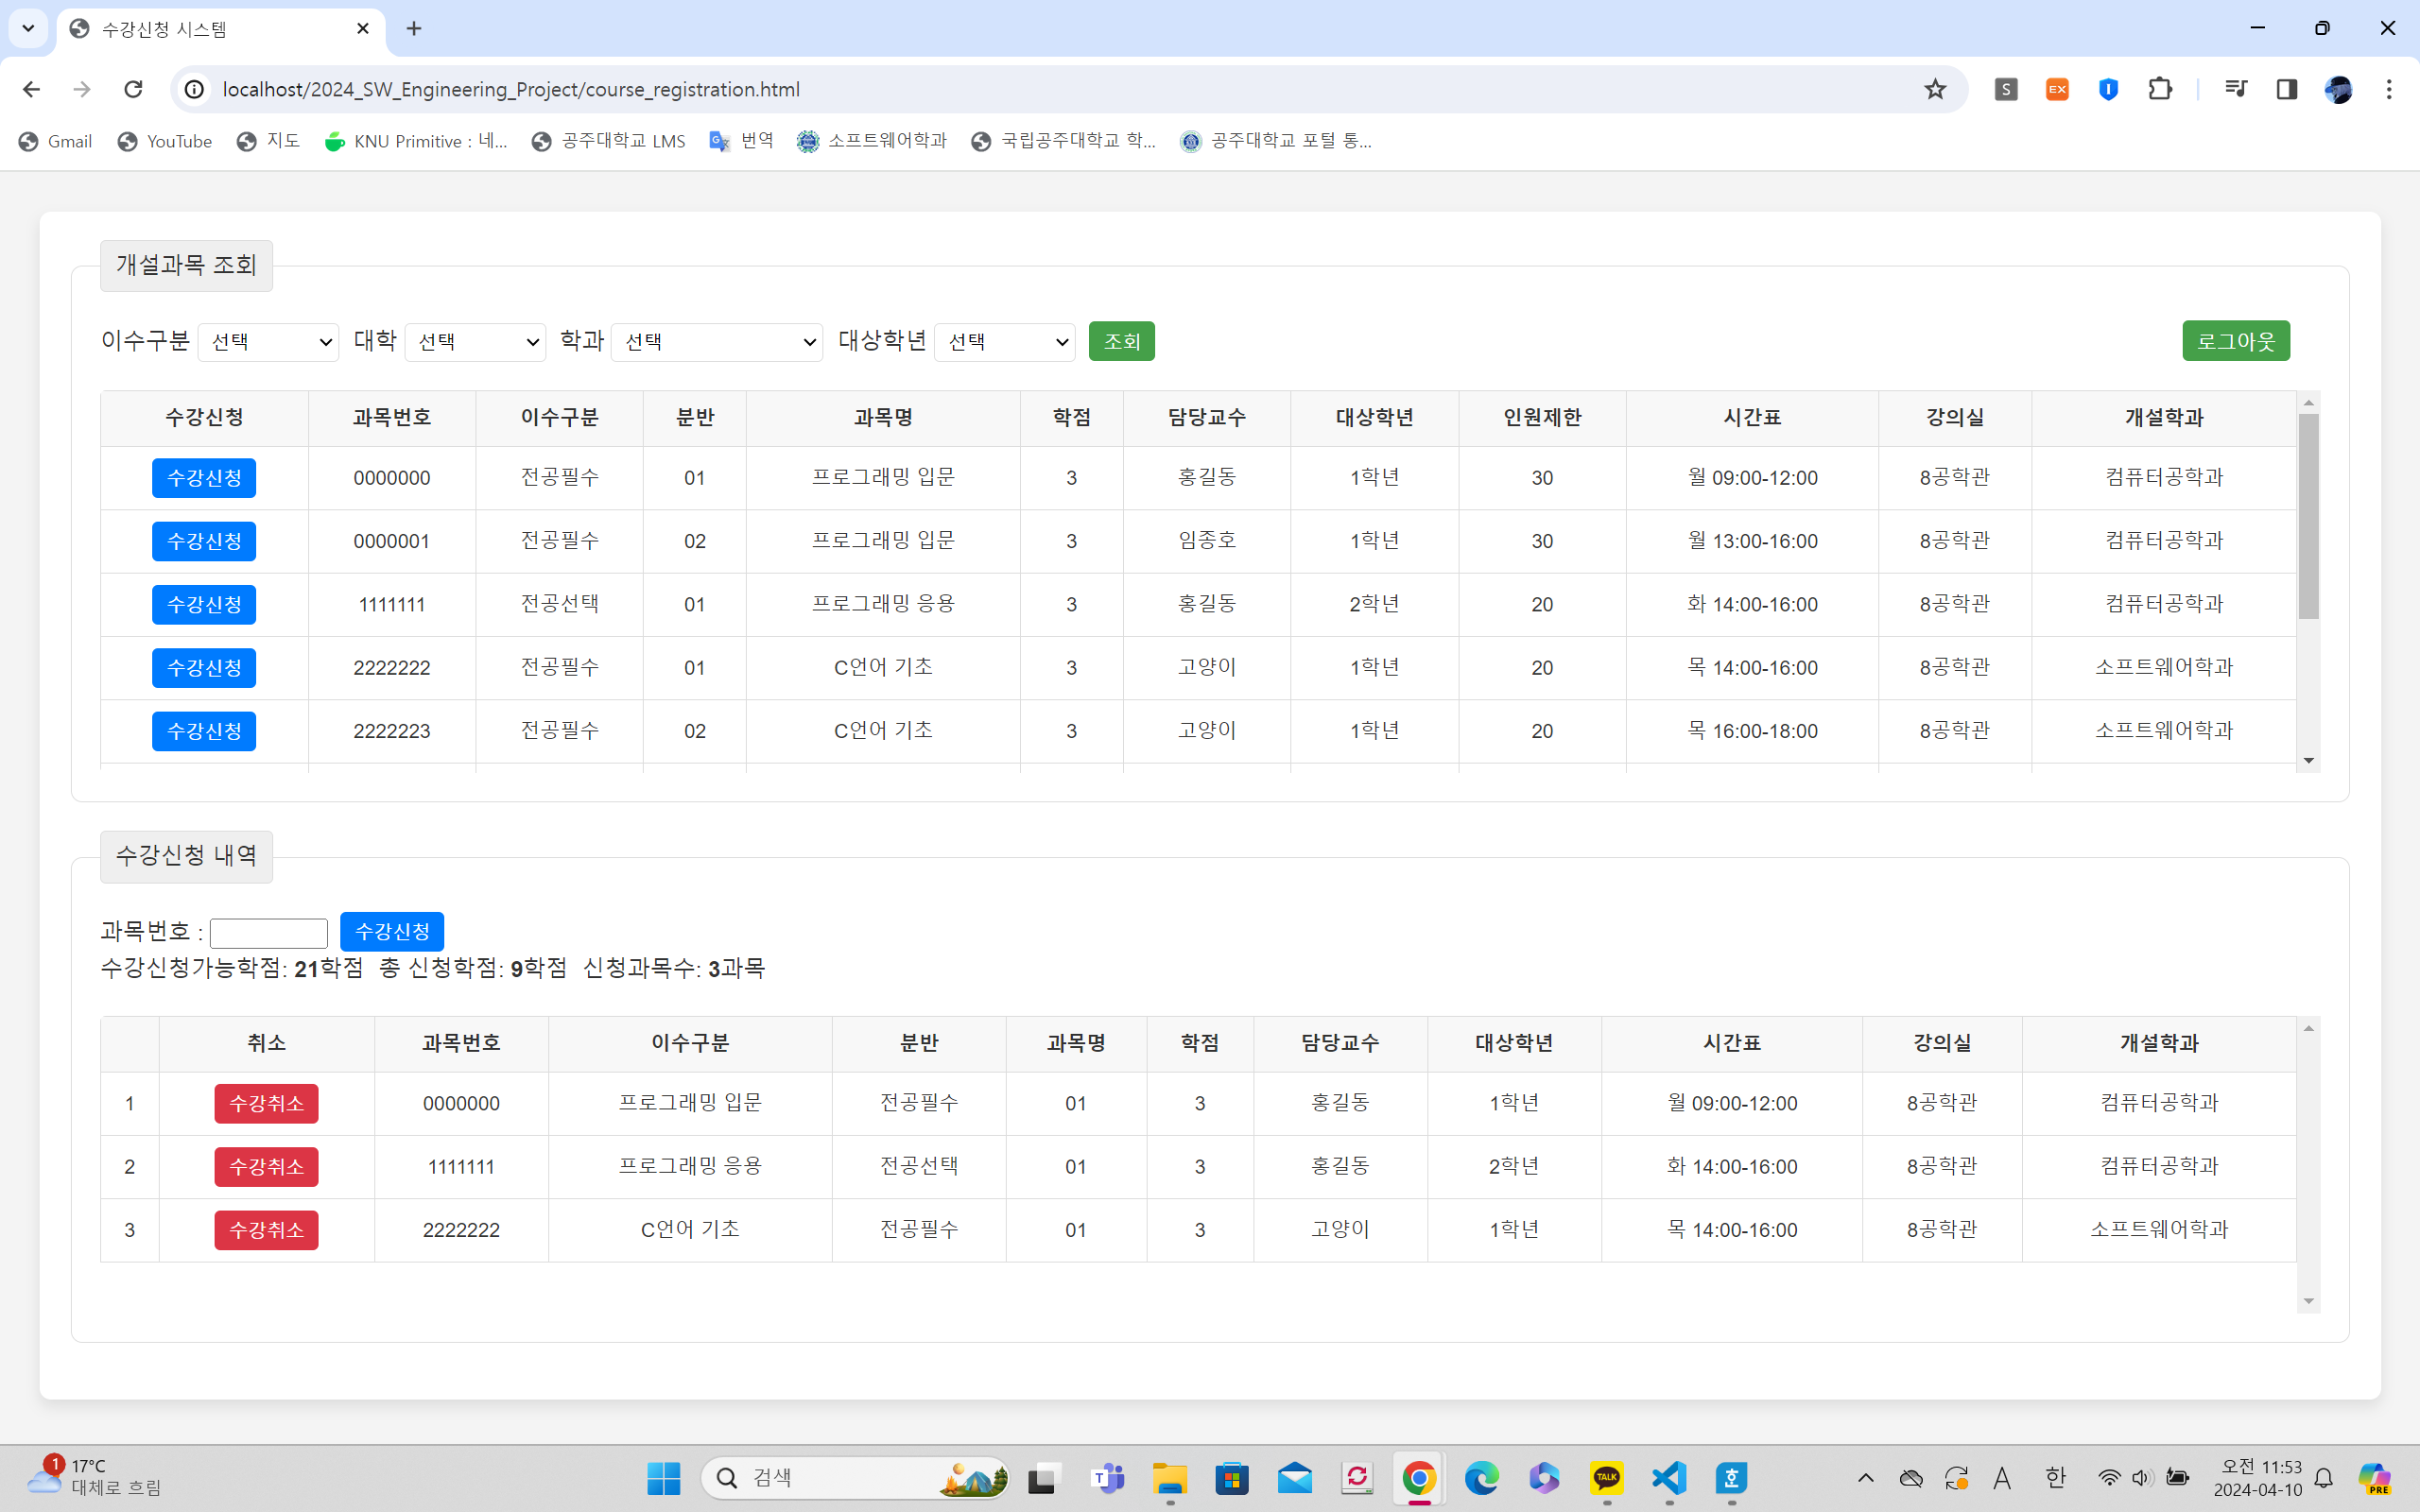 수강신청 시스템
localhost/2024_SW_Engineering_Project/course_registration.html
S EX
Gmail YouTube 지도 KNU Primitive : 네... 공주대학교 LMS 번역 소프트웨어학과 국립공주대학교 학... 공주대학교 포털 통...
개설과목 조회
이수구분 선택 대학 선택 학과 선택 대상학년 선택 조회 로그아웃
수강신청 과목번호 이수구분 분반 과목명 학점 담당교수 대상학년 인원제한 시간표 강의실 개설학과
수강신청 0000000 전공필수 01 프로그래밍 입문 3 홍길동 1학년 30 월 09:00-12:00 8공학관 컴퓨터공학과
수강신청 0000001 전공필수 02 프로그래밍 입문 3 임종호 1학년 30 월 13:00-16:00 8공학관 컴퓨터공학과
수강신청 1111111 전공선택 01 프로그래밍 응용 3 홍길동 2학년 20 화 14:00-16:00 8공학관 컴퓨터공학과
수강신청 2222222 전공필수 01 C언어 기초 3 고양이 1학년 20 목 14:00-16:00 8공학관 소프트웨어학과
수강신청 2222223 전공필수 02 C언어 기초 3 고양이 1학년 20 목 16:00-18:00 8공학관 소프트웨어학과
수강신청 내역
과목번호 : 수강신청
수강신청가능학점: 21학점 총 신청학점: 9학점 신청과목수: 3과목
취소 과목번호 이수구분 분반 과목명 학점 담당교수 대상학년 시간표 강의실 개설학과
1 수강취소 0000000 프로그래밍 입문 전공필수 01 3 홍길동 1학년 월 09:00-12:00 8공학관 컴퓨터공학과
2 수강취소 1111111 프로그래밍 응용 전공선택 01 3 홍길동 2학년 화 14:00-16:00 8공학관 컴퓨터공학과
3 수강취소 2222222 C언어 기초 전공필수 01 3 고양이 1학년 목 14:00-16:00 8공학관 소프트웨어학과
1 17°C
대체로 흐림
검색
T
TALK
호
A 한
오전 11:53
2024-04-10
PRE